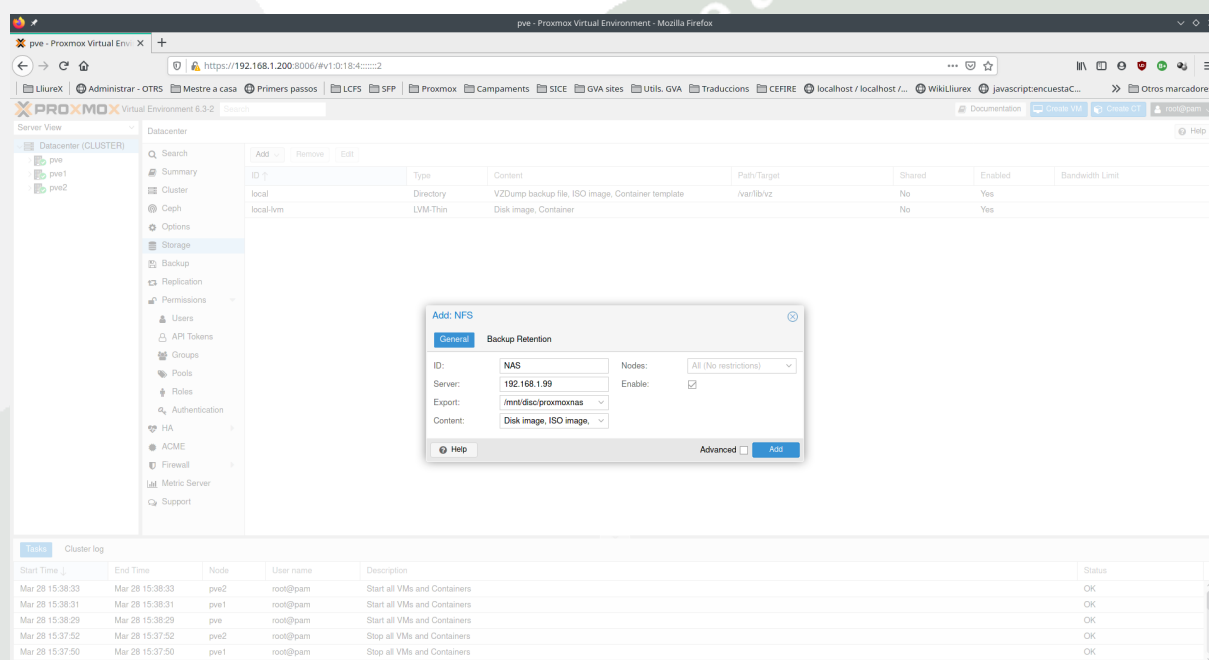 pve - Proxmox Virtual Environment - Mozilla Firefox
pve - Proxmox Virtual Envi
https://192.168.1.200:8006/#v1:0:18:4:::::::2
LliureX Administrar - OTRS Mestre a casa Primers passos LCFS SFP Proxmox Campaments SICE GVA sites Utils. GVA Traduccions CEFIRE localhost / localhost /... WikiLliurex javascript:encuestaC... Otros marcadores
PROXMOX Virtual Environment 6.3-2 Search Documentation Create VM Create CT root@pam
Server View Datacenter Help
Datacenter (CLUSTER)
pve
pve1
pve2
Search
Summary
Cluster
Ceph
Options
Storage
Backup
Replication
Permissions
Users
API Tokens
Groups
Pools
Roles
Authentication
HA
ACME
Firewall
Metric Server
Support
Add Remove Edit
ID Type Content Path/Target Shared Enabled Bandwidth Limit
local Directory VZDump backup file, ISO image, Container template /var/lib/vz No Yes
local-lvm LVM-Thin Disk image, Container No Yes
Add: NFS
General Backup Retention
ID: NAS Nodes: All (No restrictions)
Server: 192.168.1.99 Enable:
Export: /mnt/disc/proxmoxnas
Content: Disk image, ISO image,
Help Advanced Add
Tasks Cluster log
Start Time End Time Node User name Description Status
Mar 28 15:38:33 Mar 28 15:38:33 pve2 root@pam Start all VMs and Containers OK
Mar 28 15:38:31 Mar 28 15:38:31 pve1 root@pam Start all VMs and Containers OK
Mar 28 15:38:29 Mar 28 15:38:29 pve root@pam Start all VMs and Containers OK
Mar 28 15:37:52 Mar 28 15:37:52 pve2 root@pam Stop all VMs and Containers OK
Mar 28 15:37:50 Mar 28 15:37:50 pve1 root@pam Stop all VMs and Containers OK